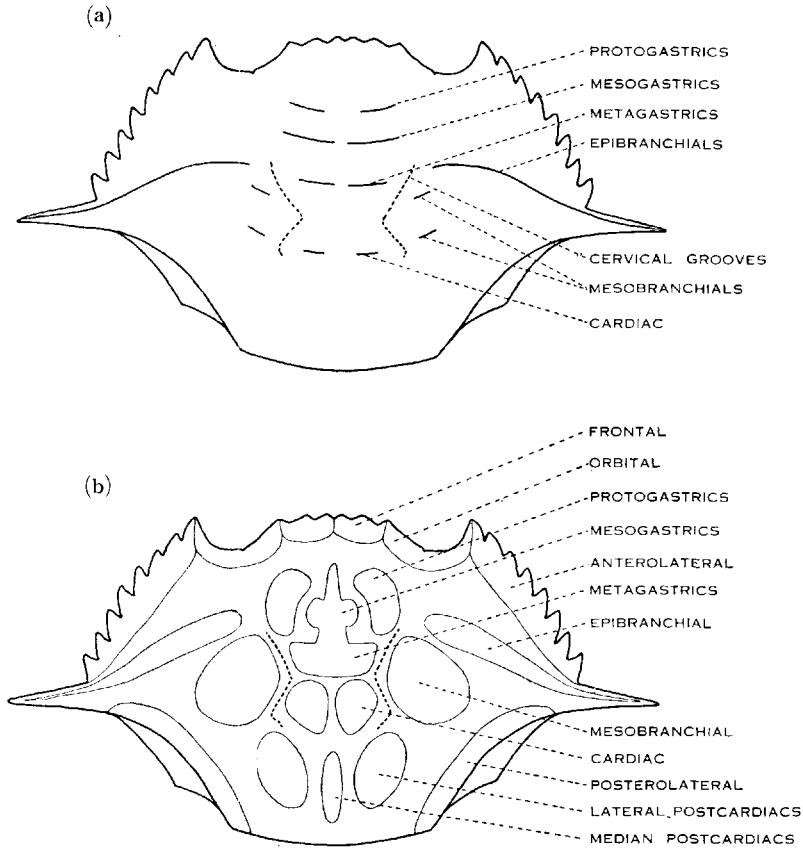 (a)
PROTOGASTRICS
MESOGASTRICS
METAGASTRICS
EPIBRANCHIALS
CERVICAL GROOVES
MESOBRANCHIALS
CARDIAC
(b)
FRONTAL
ORBITAL
PROTOGASTRICS
MESOGASTRICS
ANTEROLATERAL
METAGASTRICS
EPIBRANCHIAL
MESOBRANCHIAL
CARDIAC
POSTEROLATERAL
LATERAL POSTCARDIACS
MEDIAN POSTCARDIACS